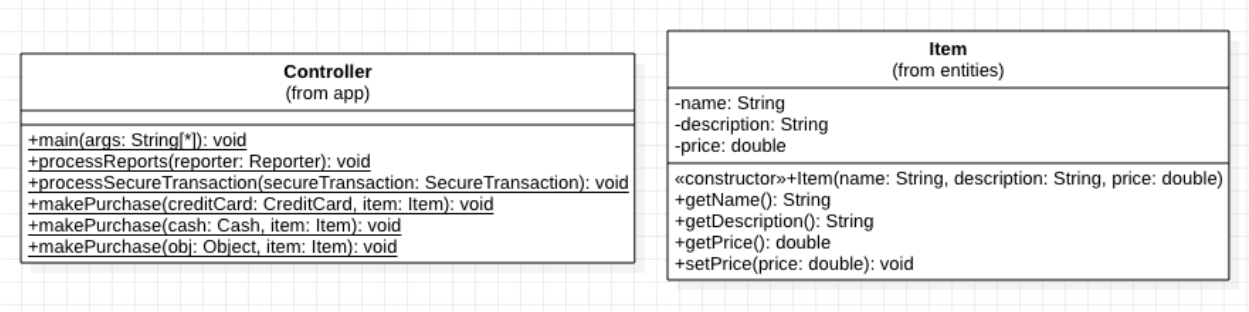 Controller
(from app)
+main(args: String[*]): void
+processReports(reporter: Reporter): void
+processSecureTransaction(secureTransaction: SecureTransaction): void
+makePurchase(creditCard: CreditCard, item: Item): void
+makePurchase(cash: Cash, item: Item): void
+makePurchase(obj: Object, item: Item): void
Item
(from entities)
-name: String
-description: String
-price: double
«constructor»+Item(name: String, description: String, price: double)
+getName(): String
+getDescription(): String
+getPrice(): double
+setPrice(price: double): void